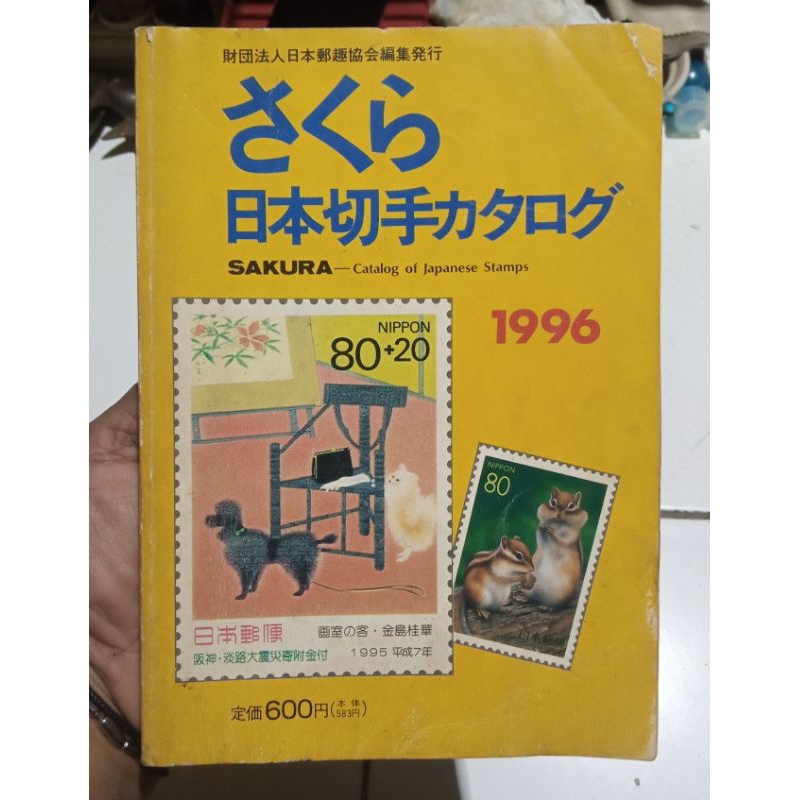 財団法人日本郵趣協会編集発行
さくら
日本切手カタログ
SAKURA—Catalog of Japanese Stamps
1996
NIPPON
80+20
日本郵便
画室の客・金島桂華
阪神・淡路大震災寄附金付
1995 平成7年
NIPPON
80
定価600円(本体583円)